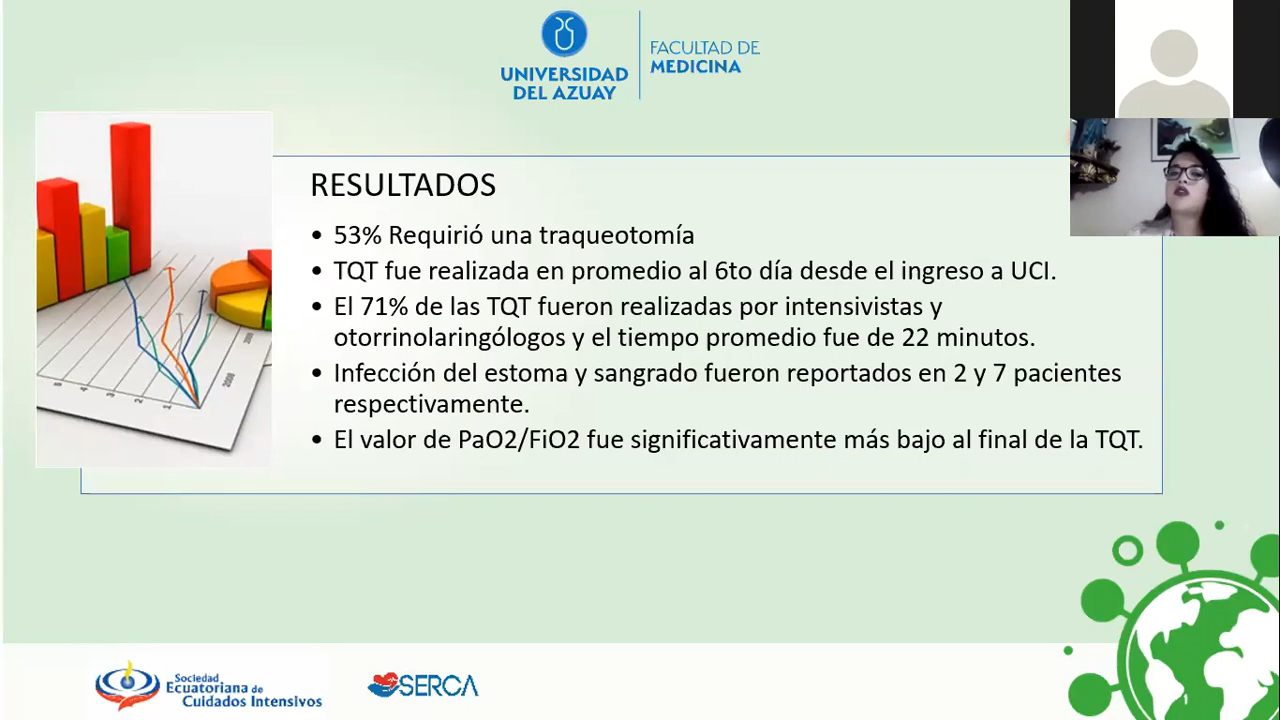 UNIVERSIDAD
DEL AZUAY
FACULTAD DE
MEDICINA
RESULTADOS
• 53% Requirió una traqueotomía
• TQT fue realizada en promedio al 6to día desde el ingreso a UCI.
• El 71% de las TQT fueron realizadas por intensivistas y
otorrinolaringólogos y el tiempo promedio fue de 22 minutos.
• Infección del estoma y sangrado fueron reportados en 2 y 7 pacientes
respectivamente.
• El valor de PaO2/FiO2 fue significativamente más bajo al final de la TQT.
Sociedad
Ecuatoriana de
Cuidados Intensivos
SERCA